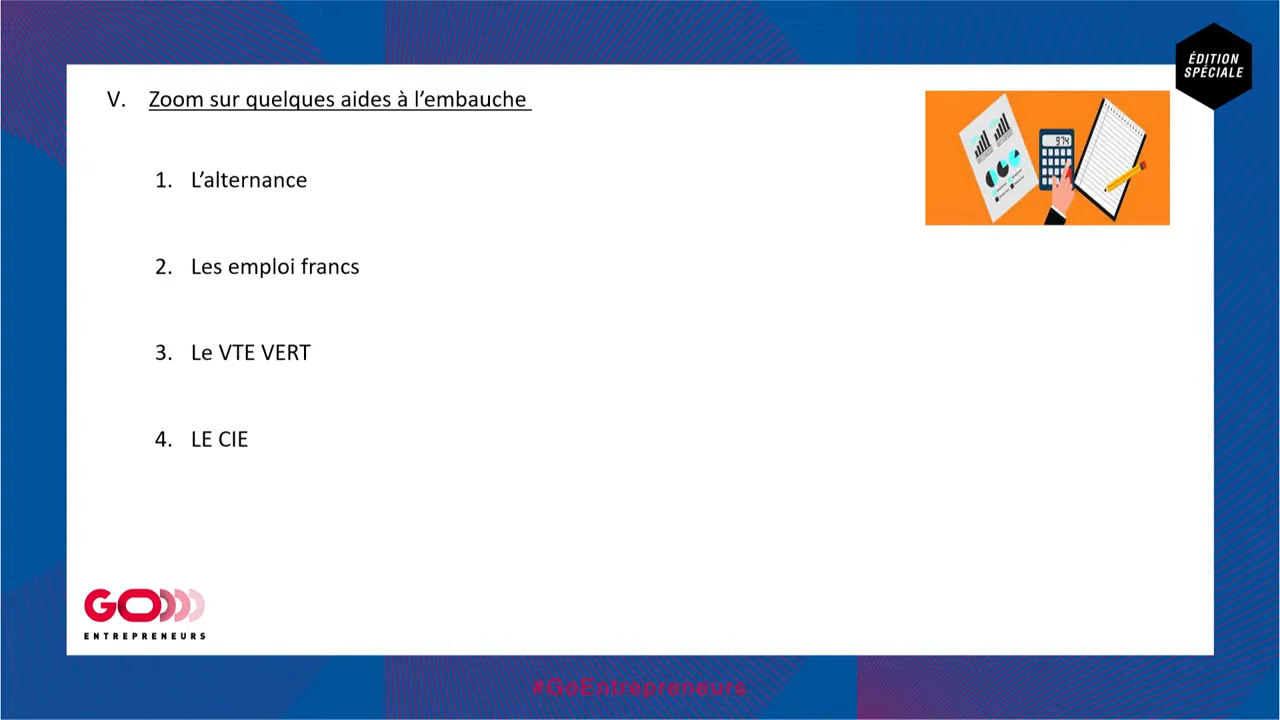 ÉDITION
SPÉCIALE
V. Zoom sur quelques aides à l’embauche
974
1. L’alternance
2. Les emploi francs
3. Le VTE VERT
4. LE CIE
GO
ENTREPRENEURS
#GoEntrepreneurs